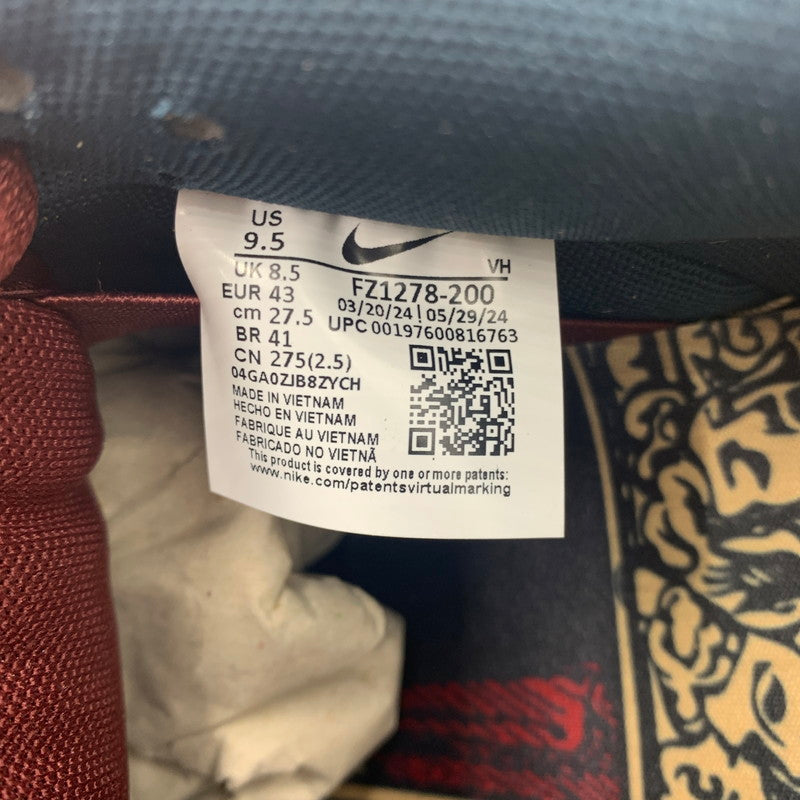 US
9.5
UK 8.5
EUR 43
cm 27.5
BR 41
CN 275(2.5)
04GA0ZJB8ZYCH
VH
FZ1278-200
03/20/24 | 05/29/24
UPC 00197600816763
MADE IN VIETNAM
HECHO EN VIETNAM
FABRIQUE AU VIETNAM
FABRICADO NO VIETNÃ
This product is covered by one or more patents:
www.nike.com/patentsvirtualmarking